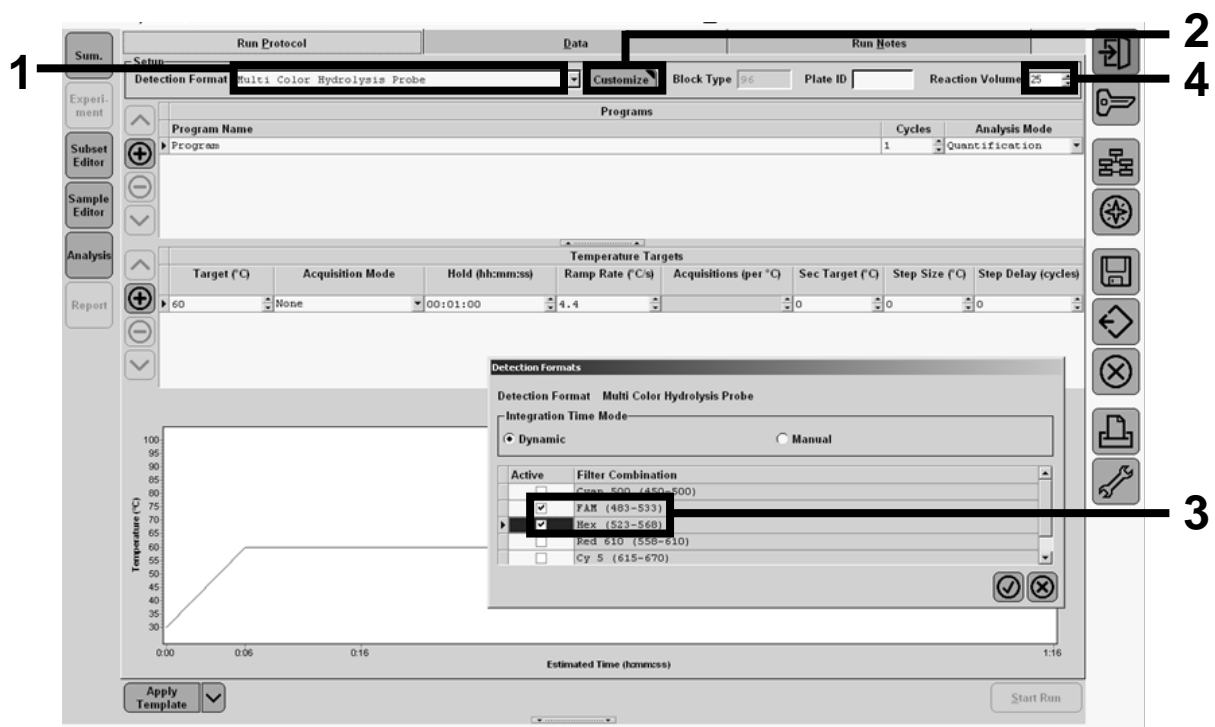 2
Run Protocol Data Run Notes
Sum.
1
Setup
Detection Format Multi Color Hydrolysis Probe Customize Block Type 96 Plate ID Reaction Volume 25
4
Experi-
ment
Programs
Program Name Cycles Analysis Mode
Program 1 Quantification
Subset
Editor
Sample
Editor
Analysis
Temperature Targets
Target (°C) Acquisition Mode Hold (hh:mm:ss) Ramp Rate (°C/s) Acquisitions (per °C) Sec Target (°C) Step Size (°C) Step Delay (cycles)
60 None 00:01:00 4.4 0 0 0
Report
Detection Formats
Detection Format Multi Color Hydrolysis Probe
Integration Time Mode
Dynamic Manual
Active Filter Combination
Cyan 500 (450-500)
FAM (483-533)
Hex (523-568)
3
Red 610 (558-610)
Cy 5 (615-670)
Temperature (°C)
100
95
90
85
80
75
70
65
60
55
50
45
40
35
30
0:00 0:06 0:16 1:16
Estimated Time (h:mm:ss)
Apply
Template
Start Run